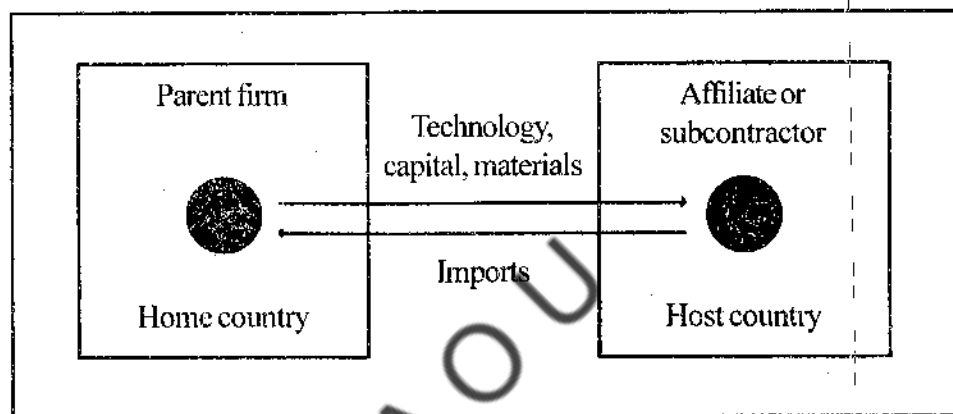 Parent firm
Affiliate or
subcontractor
Technology,
capital, materials
Imports
Home country
Host country